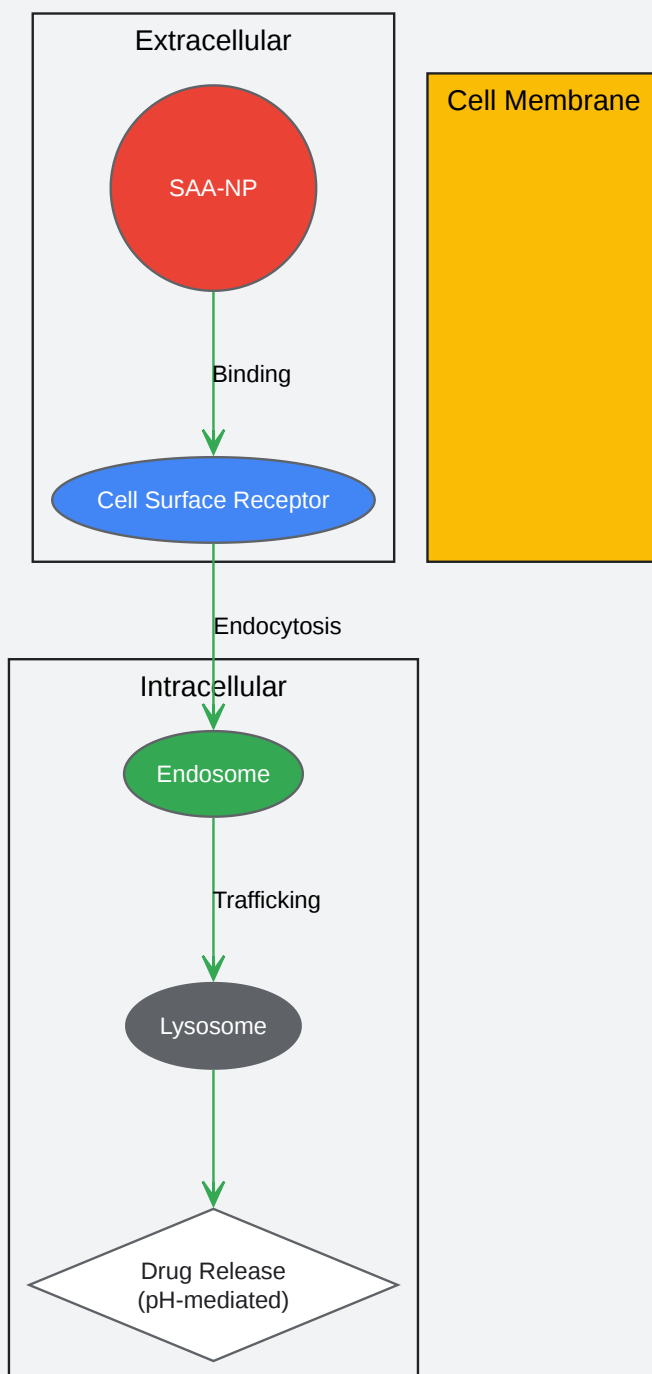 Extracellular
Cell Membrane
SAA-NP
Binding
Cell Surface Receptor
Endocytosis
Intracellular
Endosome
Trafficking
Lysosome
Drug Release
(pH-mediated)